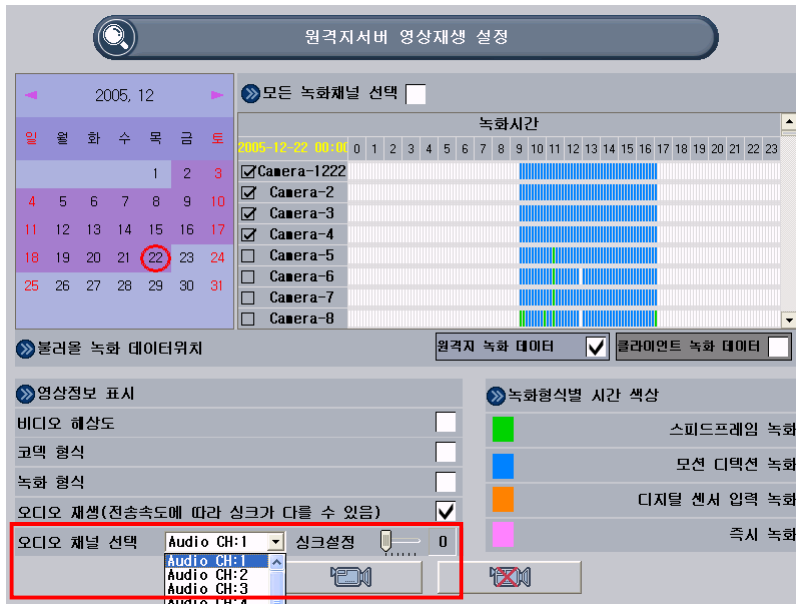 원격지서버 영상재생 설정
2005, 12
일 월 화 수 목 금 토
1 2 3
4 5 6 7 8 9 10
11 12 13 14 15 16 17
18 19 20 21 22 23 24
25 26 27 28 29 30 31
모든 녹화채널 선택
녹화시간
2005-12-22 00:00 0 1 2 3 4 5 6 7 8 9 10 11 12 13 14 15 16 17 18 19 20 21 22 23
Camera-1222
Camera-2
Camera-3
Camera-4
Camera-5
Camera-6
Camera-7
Camera-8
불러올 녹화 데이터위치
원격지 녹화 데이터
클라이언트 녹화 데이터
영상정보 표시
비디오 해상도
코덱 형식
녹화 형식
오디오 재생(전송속도에 따라 싱크가 다를 수 있음)
오디오 채널 선택 Audio CH:1 싱크설정 0
Audio CH:1
Audio CH:2
Audio CH:3
Audio CH:4
녹화형식별 시간 색상
스피드프레임 녹화
모션 디텍션 녹화
디지털 센서 입력 녹화
즉시 녹화